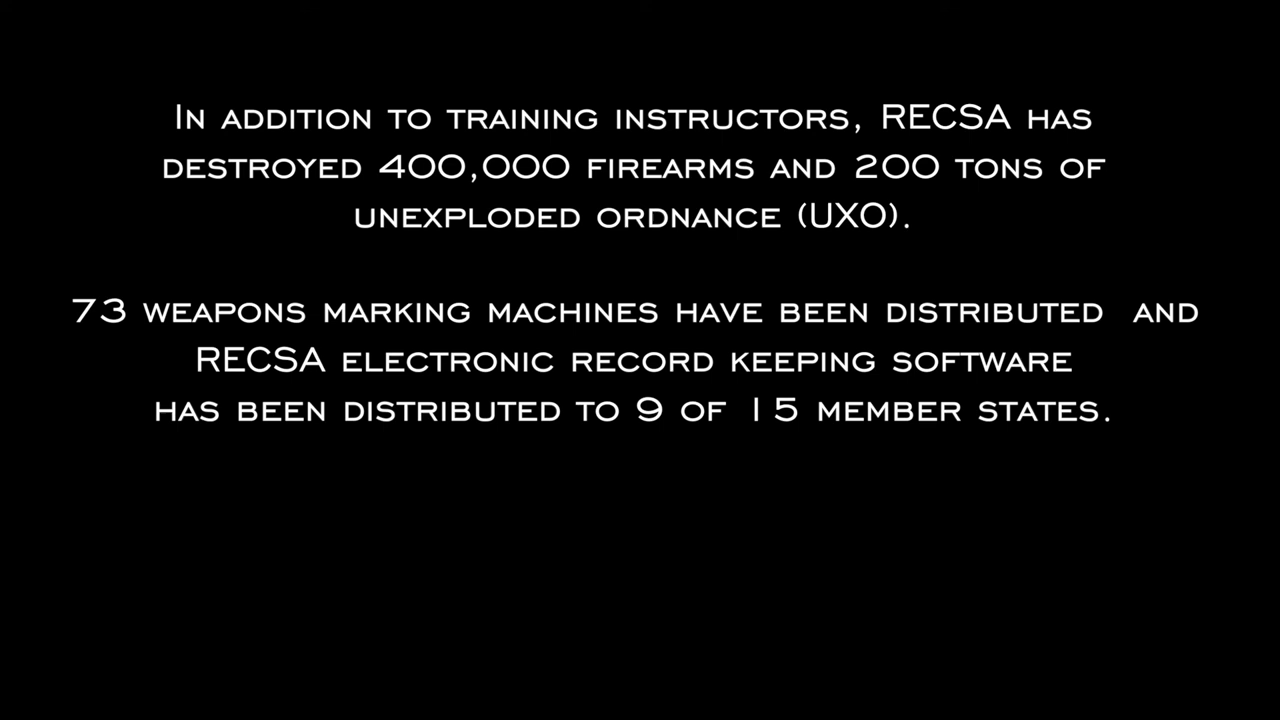 In addition to training instructors, RECSA has
destroyed 400,000 firearms and 200 tons of
unexploded ordnance (UXO).
73 weapons marking machines have been distributed  and
RECSA electronic record keeping software
has been distributed to 9 of 15 member states.